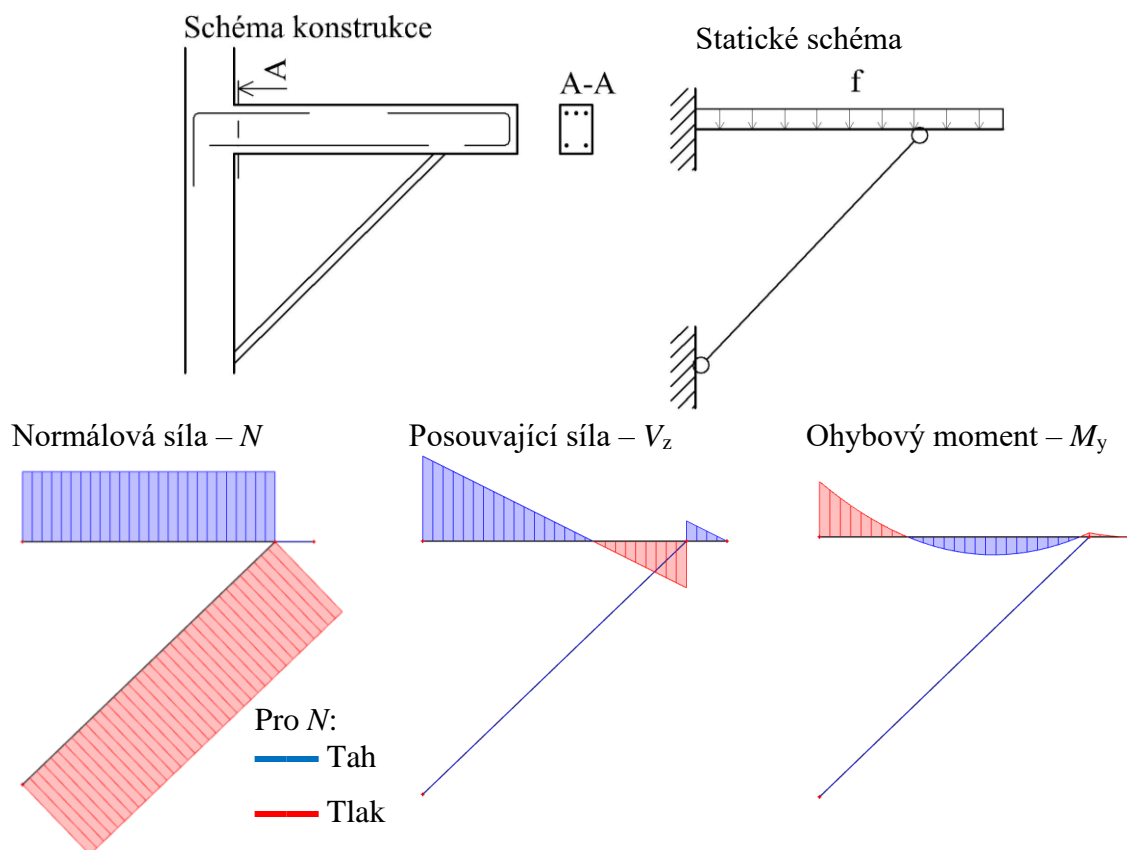 Schéma konstrukce
Statické schéma
A
A-A
f
Normálová síla – N
Posouvající síla – Vz
Ohybový moment – My
Pro N:
Tah
Tlak